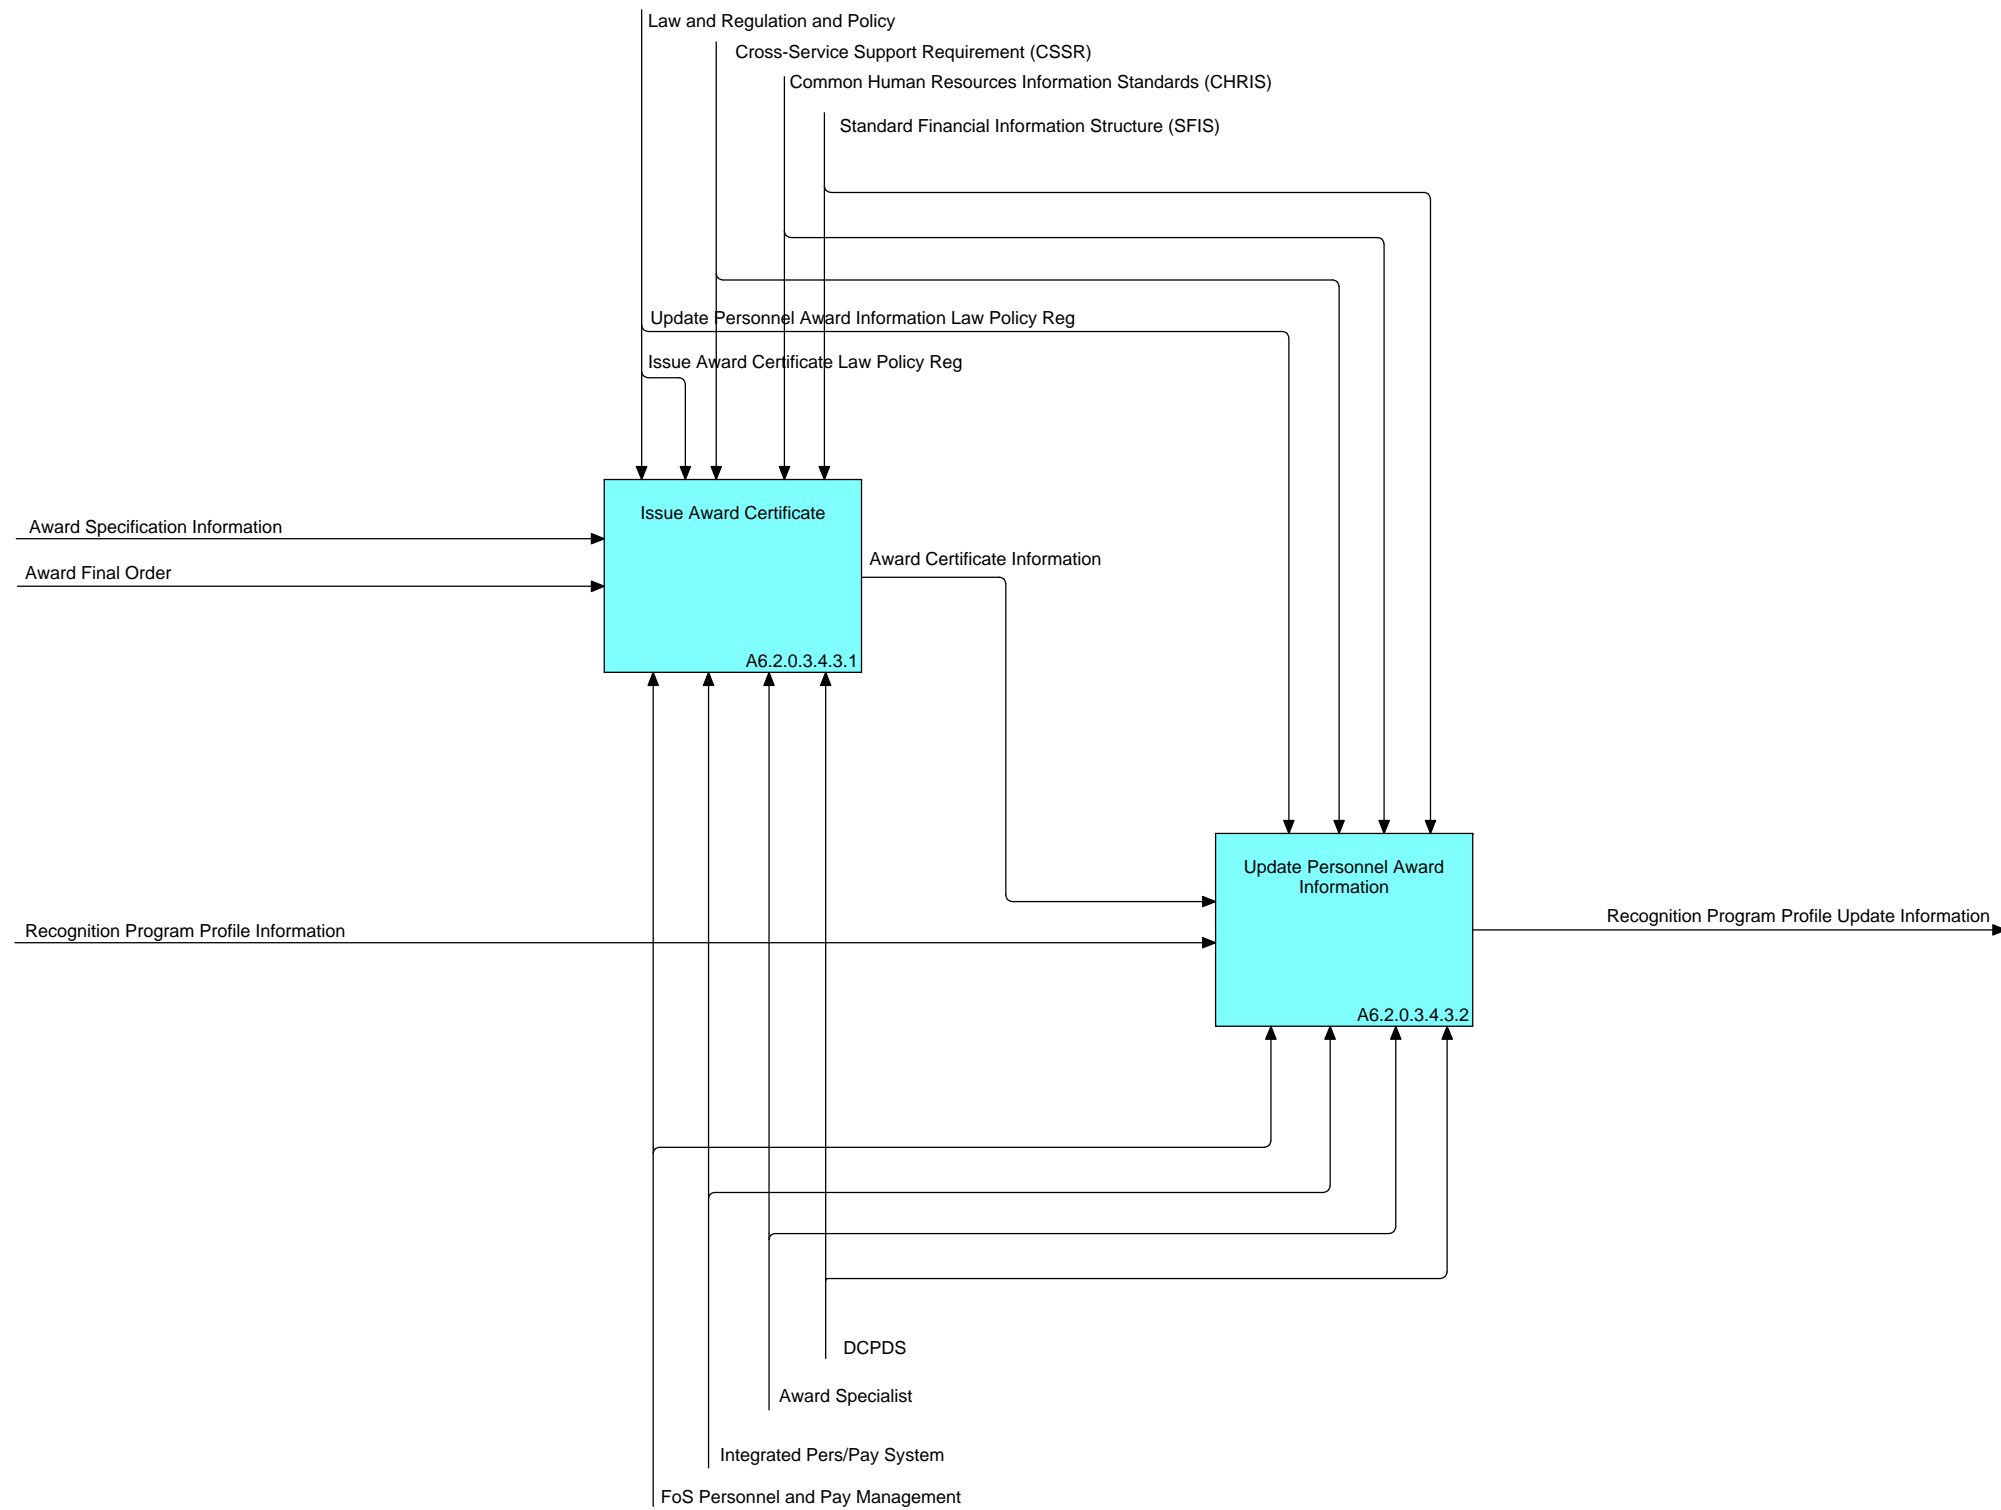 Law and Regulation and Policy
Cross-Service Support Requirement (CSSR)
Common Human Resources Information Standards (CHRIS)
Standard Financial Information Structure (SFIS)
Update Personnel Award Information Law Policy Reg
Issue Award Certificate Law Policy Reg
Issue Award Certificate
Award Specification Information
Award Final Order
Award Certificate Information
A6.2.0.3.4.3.1
Update Personnel Award
Information
Recognition Program Profile Information
Recognition Program Profile Update Information
A6.2.0.3.4.3.2
DCPDS
Award Specialist
Integrated Pers/Pay System
FoS Personnel and Pay Management